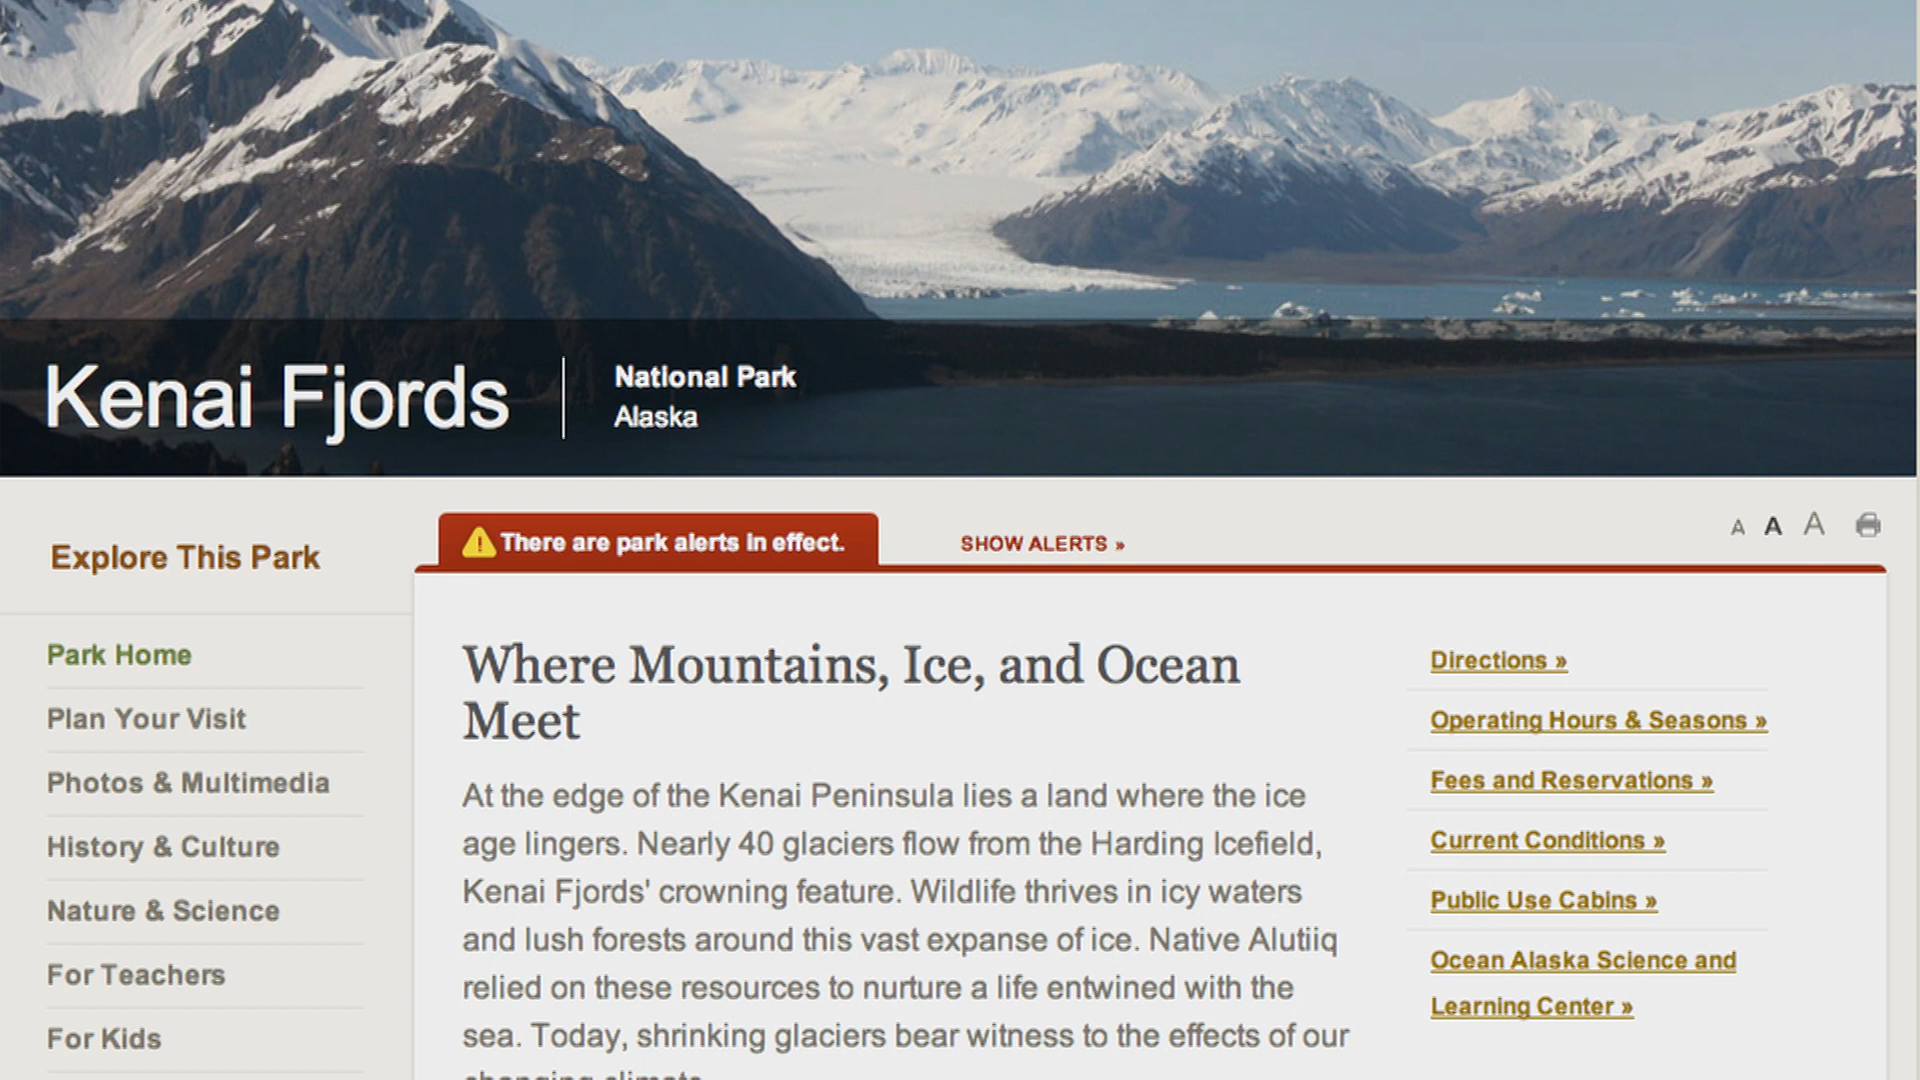 Kenai Fjords
National Park
Alaska
Explore This Park
There are park alerts in effect.
SHOW ALERTS »
A A A
Park Home
Plan Your Visit
Photos & Multimedia
History & Culture
Nature & Science
For Teachers
For Kids
Where Mountains, Ice, and Ocean
Meet
At the edge of the Kenai Peninsula lies a land where the ice
age lingers. Nearly 40 glaciers flow from the Harding Icefield,
Kenai Fjords' crowning feature. Wildlife thrives in icy waters
and lush forests around this vast expanse of ice. Native Alutiiq
relied on these resources to nurture a life entwined with the
sea. Today, shrinking glaciers bear witness to the effects of our
changing climate.
Directions »
Operating Hours & Seasons »
Fees and Reservations »
Current Conditions »
Public Use Cabins »
Ocean Alaska Science and
Learning Center »